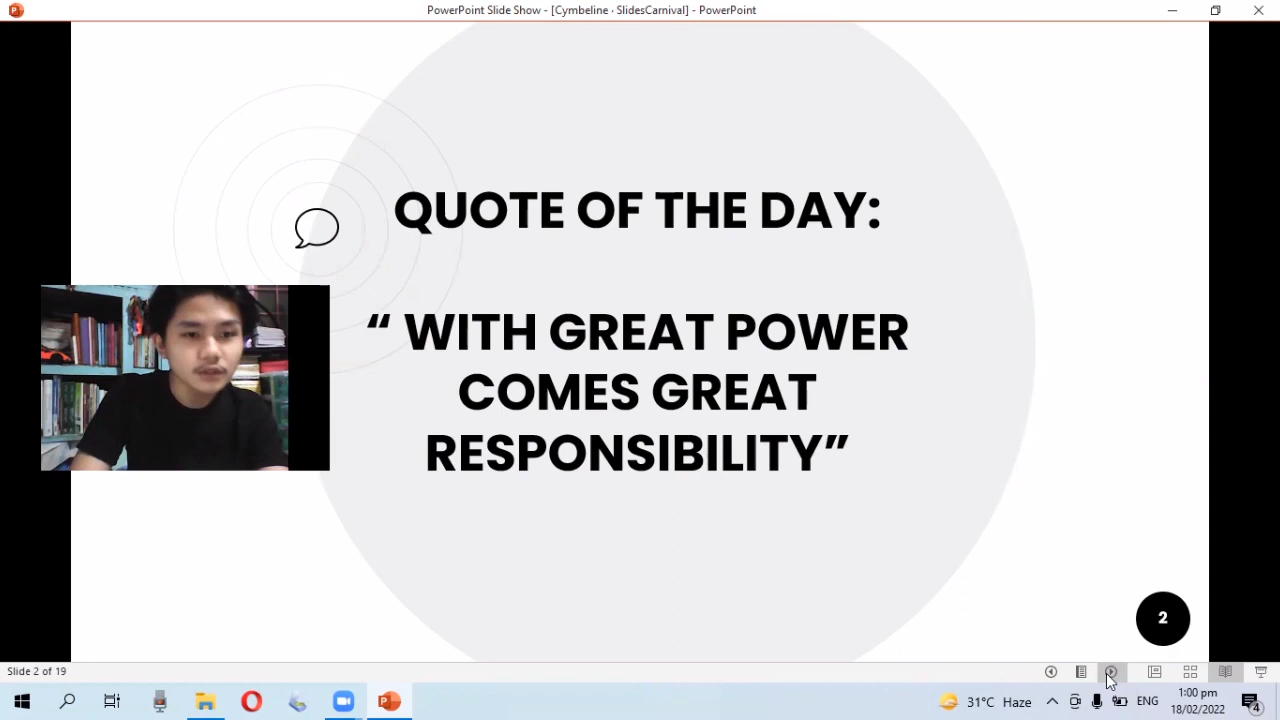 PowerPoint Slide Show - [Cymbeline · SlidesCarnival] - PowerPoint
QUOTE OF THE DAY:
“ WITH GREAT POWER
COMES GREAT
RESPONSIBILITY”
2
Slide 2 of 19
31°C Haze
ENG
1:00 pm
18/02/2022
4